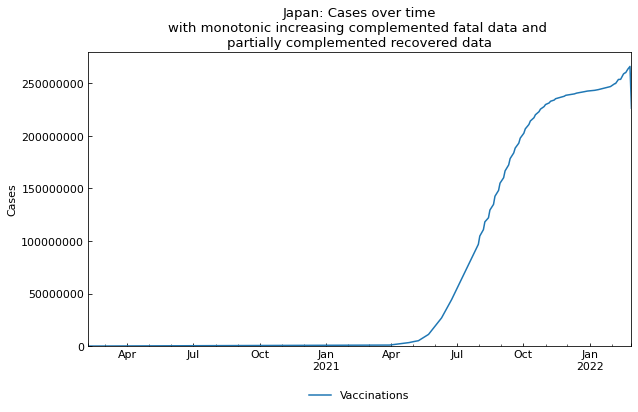 Japan: Cases over time
with monotonic increasing complemented fatal data and
partially complemented recovered data
Cases
250000000
200000000
150000000
100000000
50000000
0
Apr
Jul
Oct
Jan
2021
Apr
Jul
Oct
Jan
2022
Vaccinations